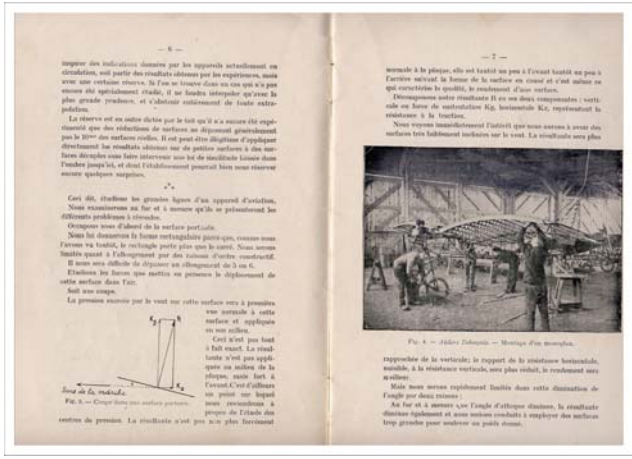 — 6 —
inspirer des indications données par les appareils actuellement en
circulation, soit partir des résultats obtenus par les expériences, mais
avec une certaine réserve. Si l'on se trouve dans un cas qui n'a pas
encore été spécialement étudié, il ne faudra interpoler qu'avec la
plus grande prudence, et s'abstenir entièrement de toute extra-
polation.
La réserve est en outre dictée par le fait qu'il n'a encore été expé-
rimenté que des réductions de surfaces ne dépassant généralement
pas le 10me des surfaces réelles. Il est peut être illégitime d'appliquer
directement les résultats obtenus sur de petites surfaces à des sur-
faces décuples sans faire intervenir une loi de similitude laissée dans
l'ombre jusqu'ici, et dont l'établissement pourrait bien nous réserver
encore quelques surprises.
* * *
Ceci dit, étudions les grandes lignes d'un appareil d'aviation.
Nous examinerons au fur et à mesure qu'ils se présenteront les
différents problèmes à résoudre.
Occupons nous d'abord de la surface portante.
Nous lui donnerons la forme rectangulaire parce que, comme nous
l'avons vu tantôt, le rectangle porte plus que le carré. Nous serons
limités quant à l'allongement par des raisons d'ordre constructif.
Il nous sera difficile de dépasser un allongement de 5 ou 6.
Etudions les forces que mettra en présence le déplacement de
cette surface dans l'air.
Soit une coupe.
La pression exercée par le vent sur cette surface sera à première
vue normale à cette
surface et appliquée
en son milieu.
Ceci n'est pas tout
à fait exact. La résul-
tante n'est pas appli-
quée au milieu de la
plaque, mais fort à
l'avant. C'est d'ailleurs
un point sur lequel
nous reviendrons à
propos de l'étude des
centres de pression. La résultante n'est pas non plus forcément
Ky R
Kx
Sens de la marche
Fig. 3. — Coupe dans une surface portante.
— 7 —
normale à la plaque, elle est tantôt un peu à l'avant tantôt un peu à
l'arrière suivant la forme de la surface en cause et c'est même ce
qui caractérise la qualité, le rendement d'une surface.
Décomposons notre résultante R en ses deux composantes : verti-
cale ou force de sustentation Ky, horizontale Kx, représentant la
résistance à la traction.
Nous voyons immédiatement l'intérêt que nous aurons à avoir des
surfaces très faiblement inclinées sur le vent. La résultante sera plus
Fig. 4. — Ateliers — Montage d'un monoplan.
rapprochée de la verticale; le rapport de la résistance horizontale,
nuisible, à la résistance verticale, sera plus réduit, le rendement sera
meilleur.
Mais nous serons rapidement limités dans cette diminution de
l'angle par deux raisons :
Au fur et à mesure que l'angle d'attaque diminue, la résultante
diminue également et nous serions conduits à employer des surfaces
trop grandes pour soulever un poids donné.